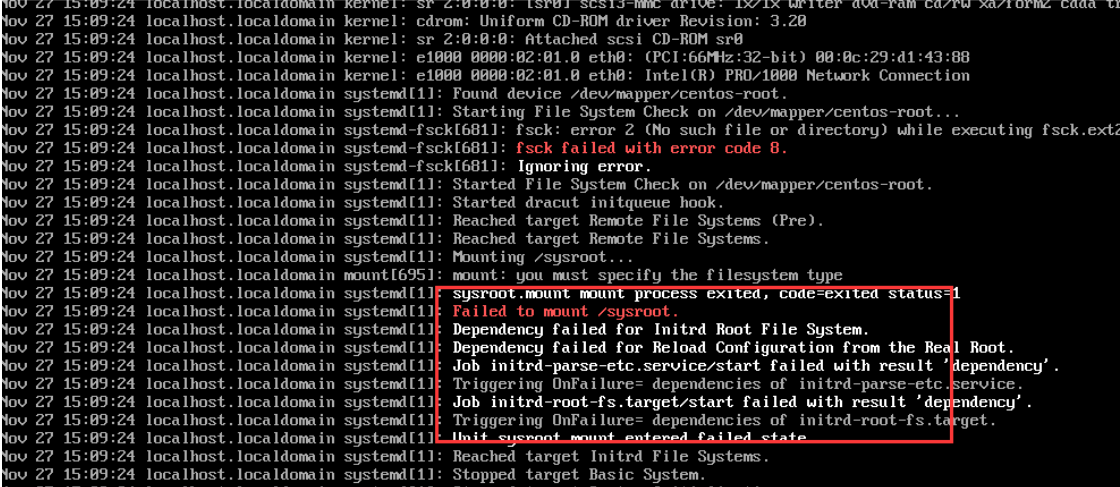 Nov 27 15:09:24 localhost.localdomain kernel: sr 2:0:0:0: [sr0] scsi3-mmc drive: 1x/1x writer dvd-ram cd/rw xa/form2 cdda
Nov 27 15:09:24 localhost.localdomain kernel: cdrom: Uniform CD-ROM driver Revision: 3.20
Nov 27 15:09:24 localhost.localdomain kernel: sr 2:0:0:0: Attached scsi CD-ROM sr0
Nov 27 15:09:24 localhost.localdomain kernel: e1000 0000:02:01.0 eth0: (PCI:66MHz:32-bit) 00:0c:29:d1:43:88
Nov 27 15:09:24 localhost.localdomain kernel: e1000 0000:02:01.0 eth0: Intel(R) PRO/1000 Network Connection
Nov 27 15:09:24 localhost.localdomain systemd[1]: Found device /dev/mapper/centos-root.
Nov 27 15:09:24 localhost.localdomain systemd[1]: Starting File System Check on /dev/mapper/centos-root...
Nov 27 15:09:24 localhost.localdomain systemd-fsck[681]: fsck: error 2 (No such file or directory) while executing fsck.ext2
Nov 27 15:09:24 localhost.localdomain systemd-fsck[681]: fsck failed with error code 8.
Nov 27 15:09:24 localhost.localdomain systemd-fsck[681]: Ignoring error.
Nov 27 15:09:24 localhost.localdomain systemd[1]: Started File System Check on /dev/mapper/centos-root.
Nov 27 15:09:24 localhost.localdomain systemd[1]: Started dracut initqueue hook.
Nov 27 15:09:24 localhost.localdomain systemd[1]: Reached target Remote File Systems (Pre).
Nov 27 15:09:24 localhost.localdomain systemd[1]: Reached target Remote File Systems.
Nov 27 15:09:24 localhost.localdomain systemd[1]: Mounting /sysroot...
Nov 27 15:09:24 localhost.localdomain mount[695]: mount: you must specify the filesystem type
Nov 27 15:09:24 localhost.localdomain systemd[1]: sysroot.mount mount process exited, code=exited status=1
Nov 27 15:09:24 localhost.localdomain systemd[1]: Failed to mount /sysroot.
Nov 27 15:09:24 localhost.localdomain systemd[1]: Dependency failed for Initrd Root File System.
Nov 27 15:09:24 localhost.localdomain systemd[1]: Dependency failed for Reload Configuration from the Real Root.
Nov 27 15:09:24 localhost.localdomain systemd[1]: Job initrd-parse-etc.service/start failed with result 'dependency'.
Nov 27 15:09:24 localhost.localdomain systemd[1]: Triggering OnFailure= dependencies of initrd-parse-etc.service.
Nov 27 15:09:24 localhost.localdomain systemd[1]: Job initrd-root-fs.target/start failed with result 'dependency'.
Nov 27 15:09:24 localhost.localdomain systemd[1]: Triggering OnFailure= dependencies of initrd-root-fs.target.
Nov 27 15:09:24 localhost.localdomain systemd[1]: Unit sysroot.mount entered failed state
Nov 27 15:09:24 localhost.localdomain systemd[1]: Reached target Initrd File Systems.
Nov 27 15:09:24 localhost.localdomain systemd[1]: Stopped target Basic System.